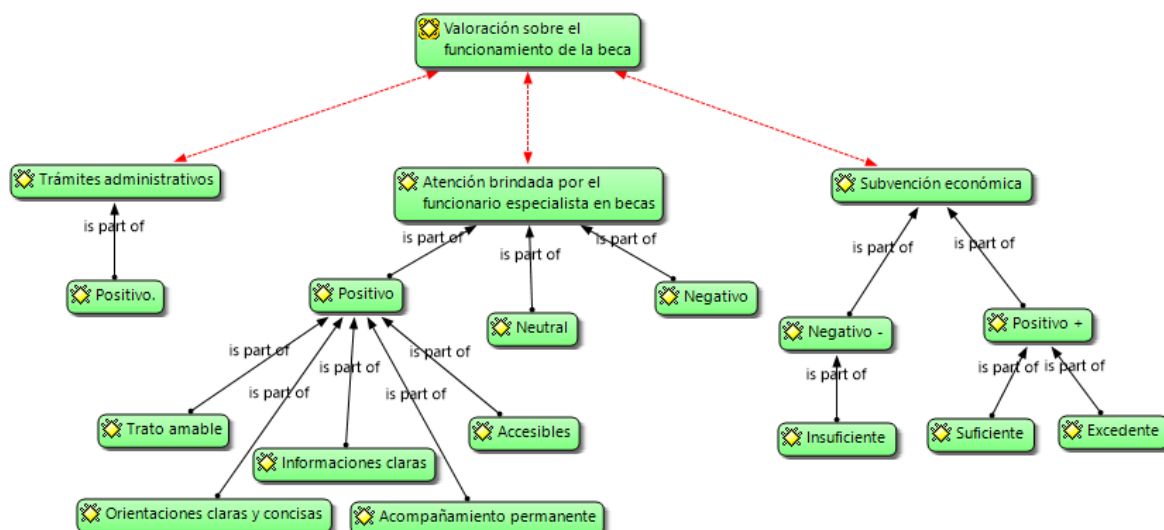 Valoración sobre el
funcionamiento de la beca
Trámites administrativos
Atención brindada por el
funcionario especialista en becas
Subvención económica
is part of
is part of
is part of
is part of
is part of
is part of
Positivo.
Positivo
Neutral
Negativo
Negativo -
Positivo +
is part of
is part of
is part of
is part of
is part of
is part of
is part of
is part of
Trato amable
Accesibles
Insuficiente
Suficiente
Excedente
Informaciones claras
Orientaciones claras y concisas
Acompañamiento permanente